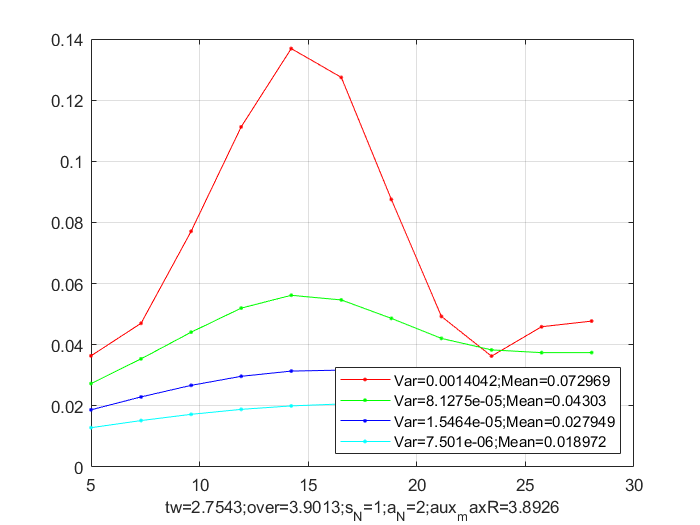 0.14
0.12
0.1
0.08
0.06
0.04
0.02
0
Var=0.0014042;Mean=0.072969
Var=8.1275e-05;Mean=0.04303
Var=1.5464e-05;Mean=0.027949
Var=7.501e-06;Mean=0.018972
5 10 15 20 25 30
tw=2.7543;over=3.9013;s_N=1;a_N=2;aux_maxR=3.8926